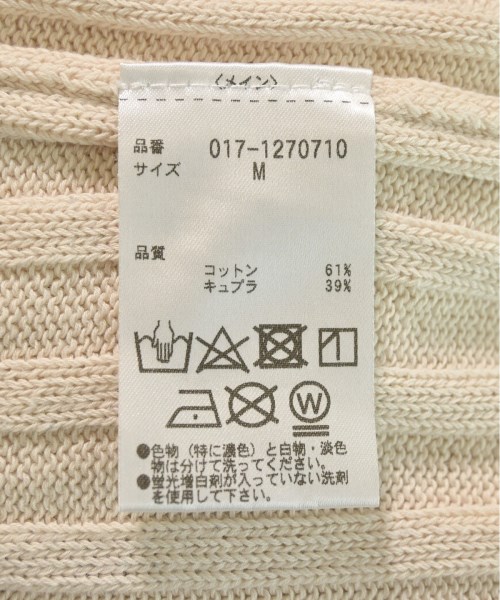 〈メイン〉
品番 017-1270710
サイズ M
品質
コットン 61%
キュプラ 39%
W
●色物(特に濃色)と白物・淡色
物は分けて洗ってください。
●蛍光増白剤が入っていない洗剤
を使用して下さい。